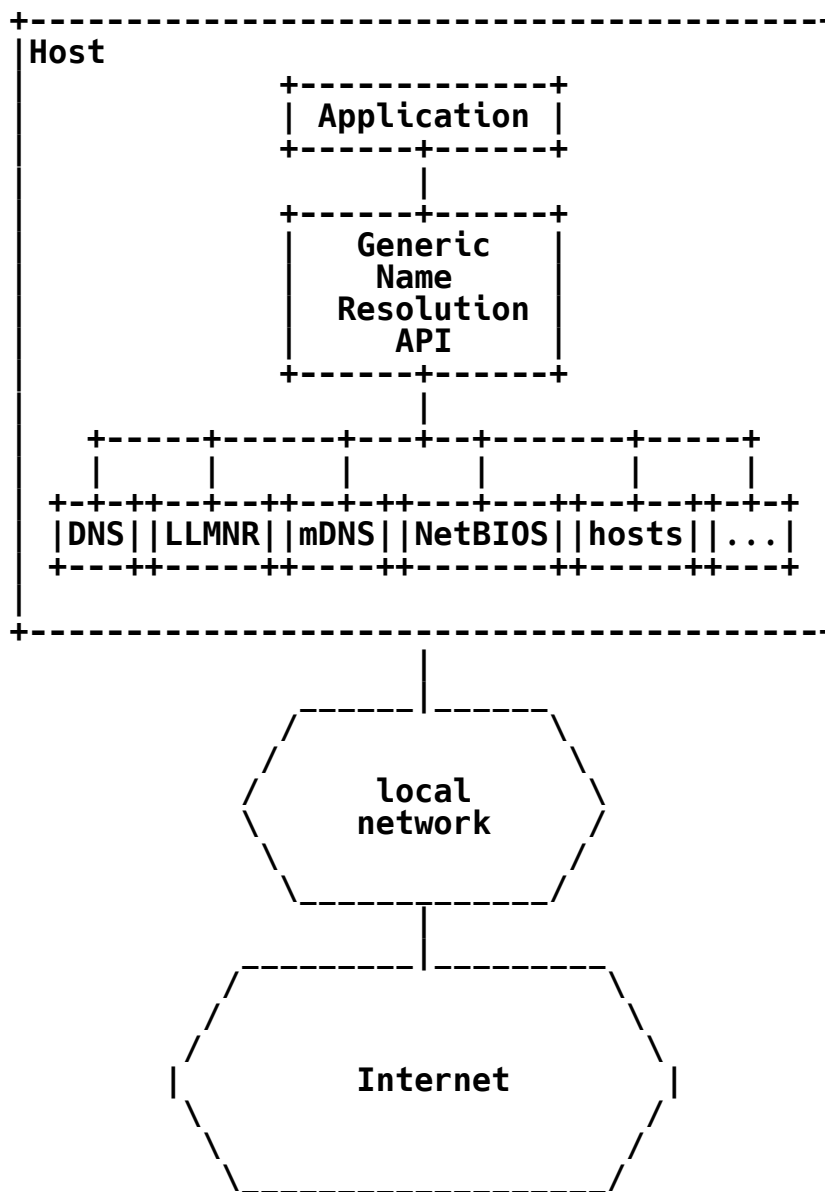 Host
Application
Generic
Name
Resolution
API
DNS LLMNR mDNS NetBIOS hosts ...
local
network
Internet